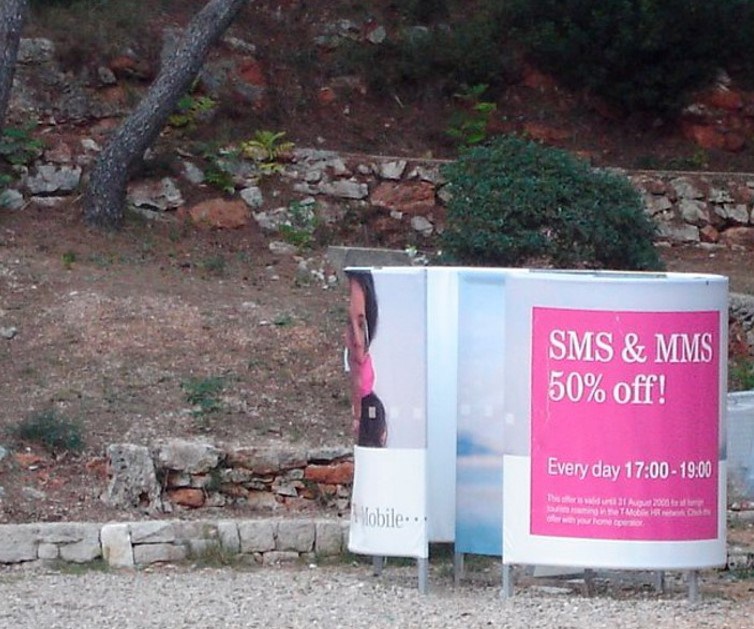 SMS & MMS
50% off!
Every day 17:00 - 19:00
This offer is valid until 31 August 2005 for all foreign
tourists roaming in the T-Mobile HR network. Check this
offer with your home operator.
Mobile